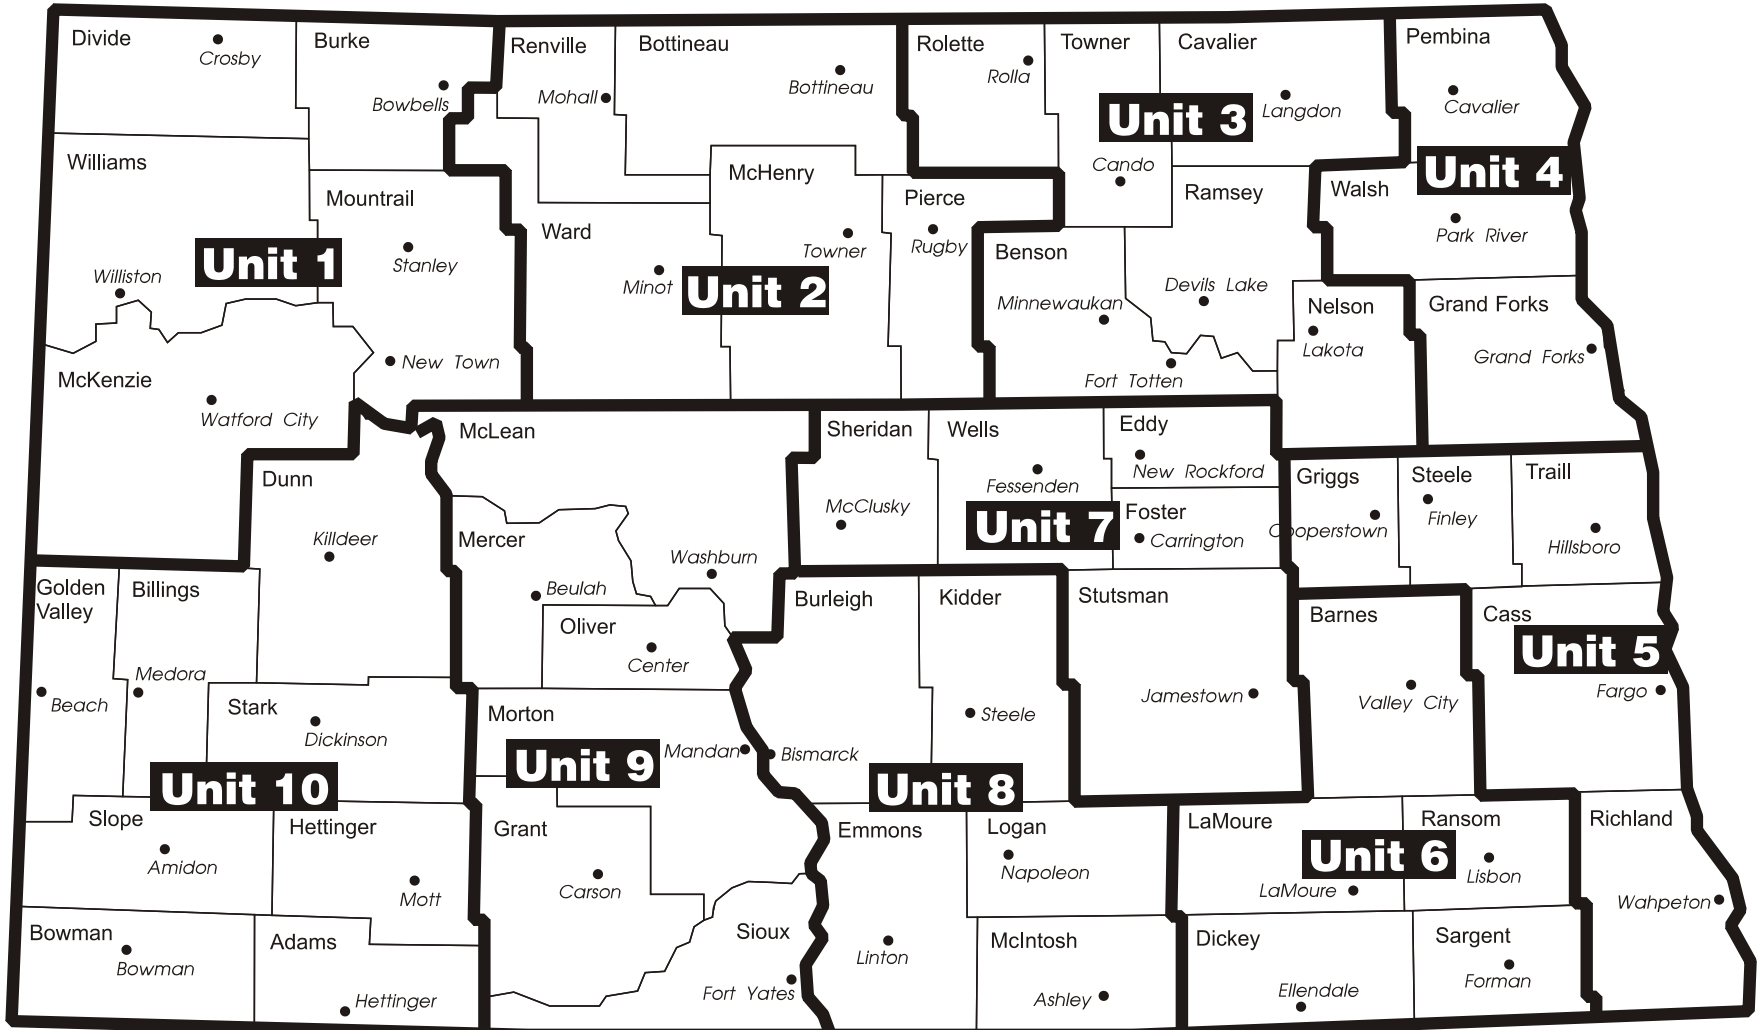 Divide
Crosby
Burke
Bowbells
Renville
Mohall
Bottineau
Bottineau
Rolette
Rolla
Towner
Cando
Cavalier
Langdon
Pembina
Cavalier
Unit 3
Unit 4
Williams
Williston
Mountrail
Stanley
New Town
Unit 1
Ward
Minot
McHenry
Towner
Pierce
Rugby
Unit 2
Benson
Minnewaukan
Fort Totten
Ramsey
Devils Lake
Walsh
Park River
Nelson
Lakota
Grand Forks
Grand Forks
McKenzie
Watford City
Dunn
Killdeer
McLean
Washburn
Mercer
Beulah
Oliver
Center
Sheridan
McClusky
Wells
Fessenden
Eddy
New Rockford
Foster
Carrington
Unit 7
Griggs
Cooperstown
Steele
Finley
Traill
Hillsboro
Golden
Valley
Beach
Billings
Medora
Stark
Dickinson
Unit 10
Morton
Mandan
Unit 9
Burleigh
Bismarck
Kidder
Steele
Unit 8
Stutsman
Jamestown
Barnes
Valley City
Cass
Fargo
Unit 5
Slope
Amidon
Hettinger
Mott
Bowman
Bowman
Adams
Hettinger
Grant
Carson
Sioux
Fort Yates
Emmons
Linton
Logan
Napoleon
McIntosh
Ashley
LaMoure
LaMoure
Unit 6
Ransom
Lisbon
Dickey
Ellendale
Sargent
Forman
Richland
Wahpeton